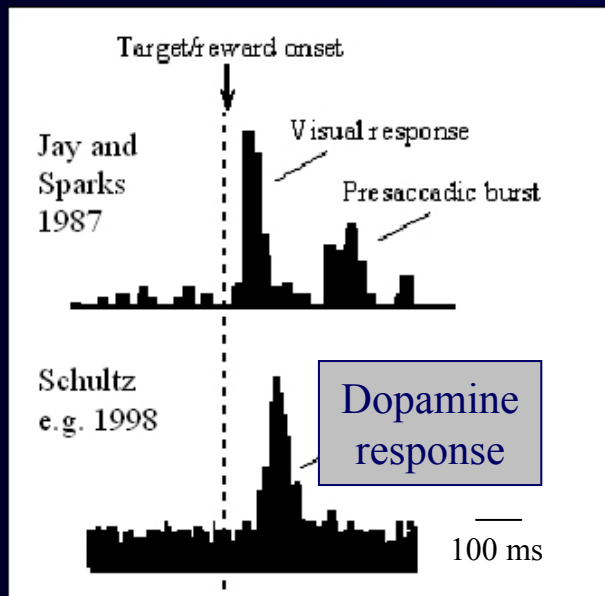 Target/reward onset
Jay and
Sparks
1987
Visual response
Presaccadic burst
Schultz
e.g. 1998
Dopamine
response
100 ms